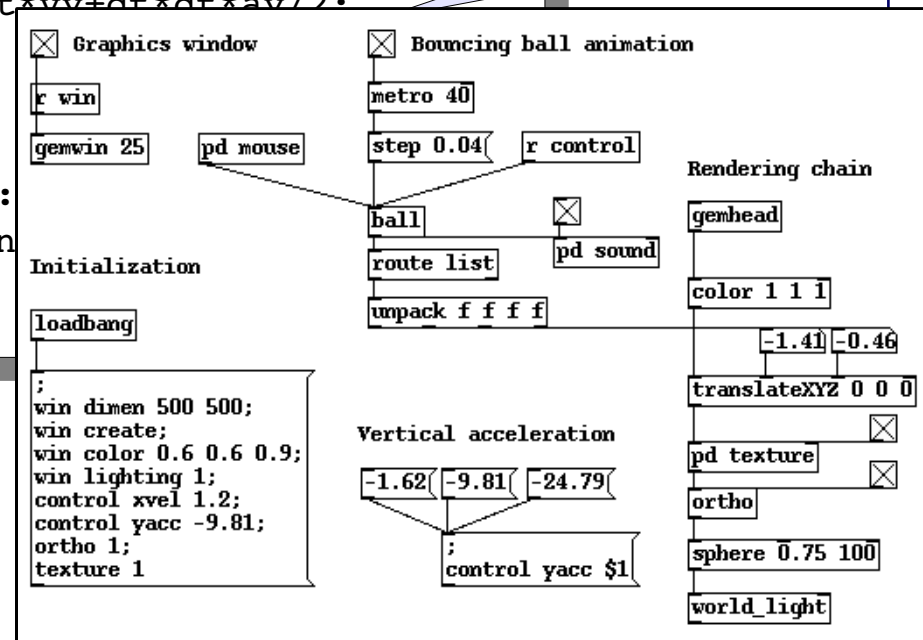 Graphics window
r win
gemwin 25
pd mouse
Bouncing ball animation
metro 40
step 0.04
r control
ball
pd sound
route list
unpack f f f f
Rendering chain
gemhead
color 1 1 1
-1.41 -0.46
translateXYZ 0 0 0
pd texture
ortho
sphere 0.75 100
world_light
Initialization
loadbang
;
win dimen 500 500;
win create;
win color 0.6 0.6 0.9;
win lighting 1;
control xvel 1.2;
control yacc -9.81;
ortho 1;
texture 1
Vertical acceleration
-1.62 -9.81 -24.79
;
control yacc $1